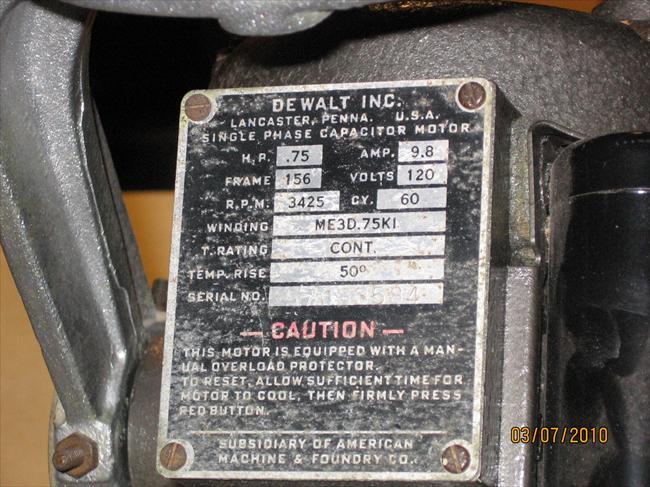 DEWALT INC.
LANCASTER, PENNA. U.S.A.
SINGLE PHASE CAPACITOR MOTOR
H.P. .75 AMP. 9.8
FRAME 156 VOLTS 120
R.P.M. 3425 CY. 60
WINDING ME3D.75KI
T. RATING CONT.
TEMP. RISE 50°
SERIAL NO.
— CAUTION —
THIS MOTOR IS EQUIPPED WITH A MAN-
UAL OVERLOAD PROTECTOR.
TO RESET, ALLOW SUFFICIENT TIME FOR
MOTOR TO COOL, THEN FIRMLY PRESS
RED BUTTON.
SUBSIDIARY OF AMERICAN
MACHINE & FOUNDRY CO.
03/07/2010